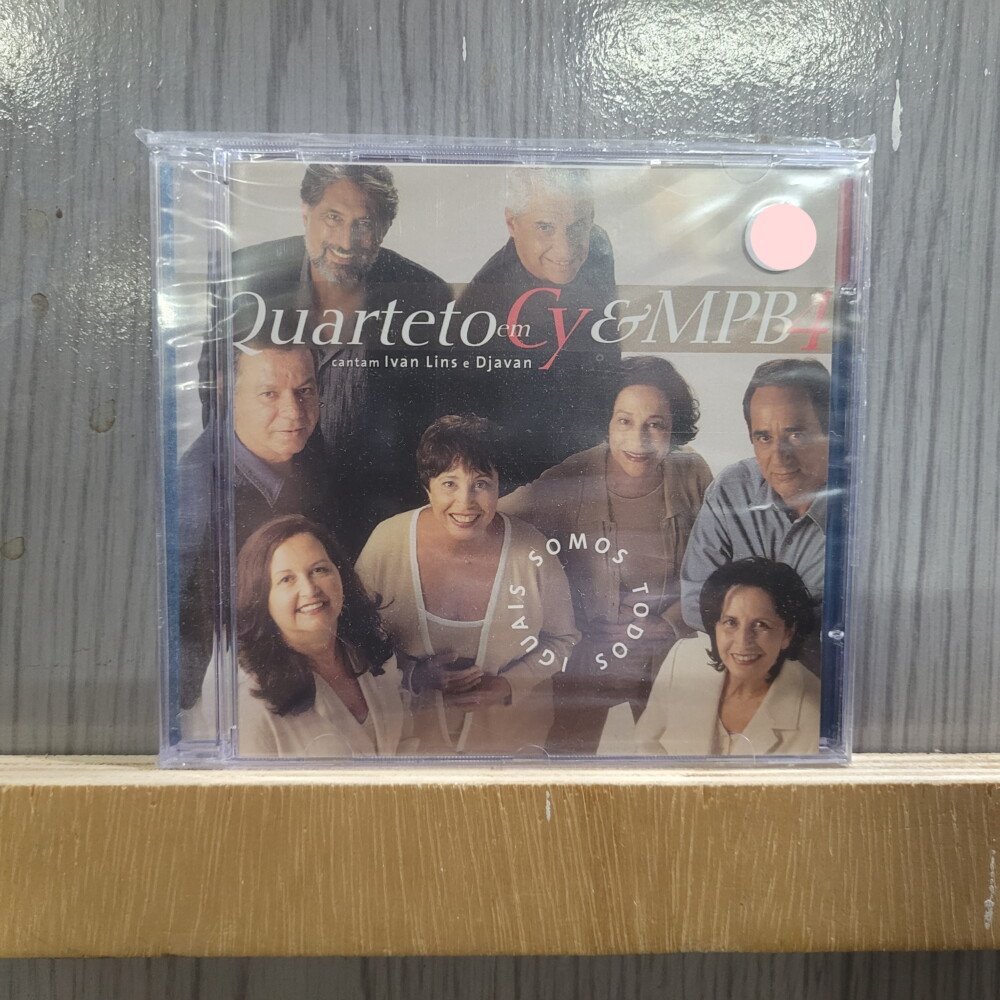 Quarteto em Cy & MPB4
cantam Ivan Lins e Djavan
SOMOS TODOS IGUAIS